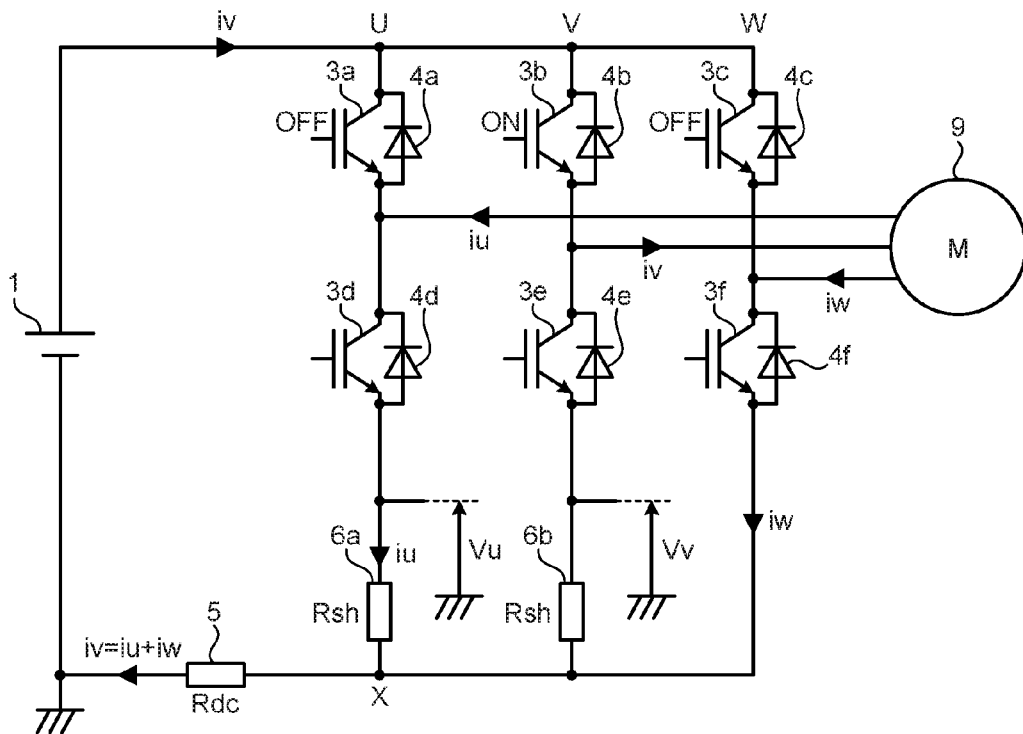 iv U V W
3a 4a 3b 4b 3c 4c
OFF ON OFF
9
iu iv M
iw
1
3d 4d 3e 4e 3f
4f
6a iu Vu 6b Vv iw
Rsh Rsh
iv=iu+iw 5
Rdc X